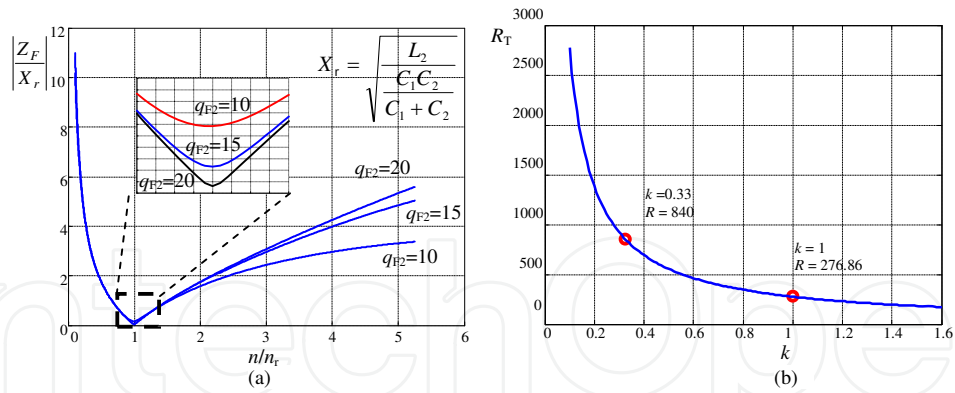 12
10
8
6
4
2
0
|Z_F / X_r|
X_r = √(L_2 / (C_1C_2 / (C_1 + C_2)))
q_F2=10
q_F2=15
q_F2=20
q_F2=20
q_F2=15
q_F2=10
0 1 2 3 4 5 6
n/n_r
(a)
3000
R_T
2500
2000
1500
1000
500
0
k =0.33
R = 840
k = 1
R = 276.86
0 0.2 0.4 0.6 0.8 1.0 1.2 1.4 1.6
k
(b)
ntechope